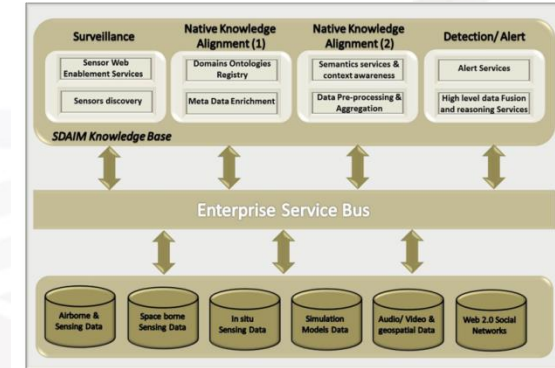 Surveillance
Native Knowledge
Alignment (1)
Native Knowledge
Alignment (2)
Detection/ Alert
Sensor Web
Enablement Services
Domains Ontologies
Registry
Semantics services &
context awareness
Alert Services
Sensors discovery
Meta Data Enrichment
Data Pre-processing &
Aggregation
High level data Fusion
and reasoning Services
SDAIM Knowledge Base
Enterprise Service Bus
Airborne &
Sensing Data
Space borne
Sensing Data
In situ
Sensing Data
Simulation
Models Data
Audio/ Video &
geospatial Data
Web 2.0 Social
Networks